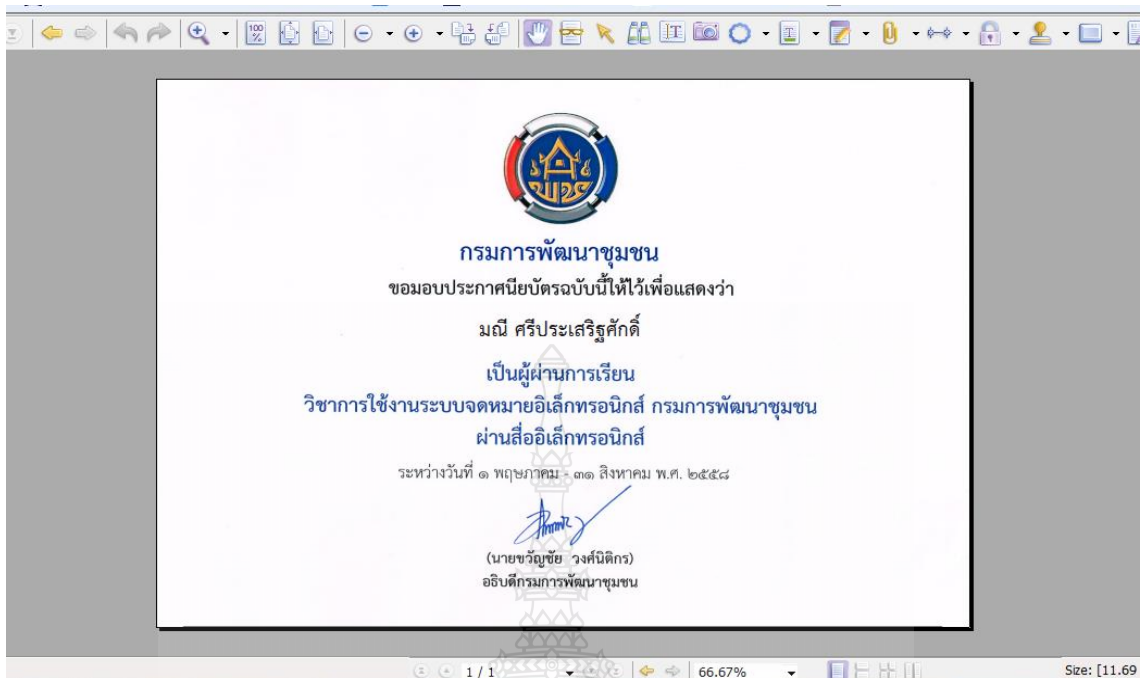 100
%
พช
กรมการพัฒนาชุมชน
ขอมอบประกาศนียบัตรฉบับนี้ให้ไว้เพื่อแสดงว่า
มณี ศรีประเสริฐศักดิ์
เป็นผู้ผ่านการเรียน
วิชาการใช้งานระบบจดหมายอิเล็กทรอนิกส์ กรมการพัฒนาชุมชน
ผ่านสื่ออิเล็กทรอนิกส์
ระหว่างวันที่ ๑ พฤษภาคม - ๓๑ สิงหาคม พ.ศ. ๒๕๕๘
(นายขวัญชัย วงศ์นิติกร)
อธิบดีกรมการพัฒนาชุมชน
1 / 1 66.67% Size: [11.69